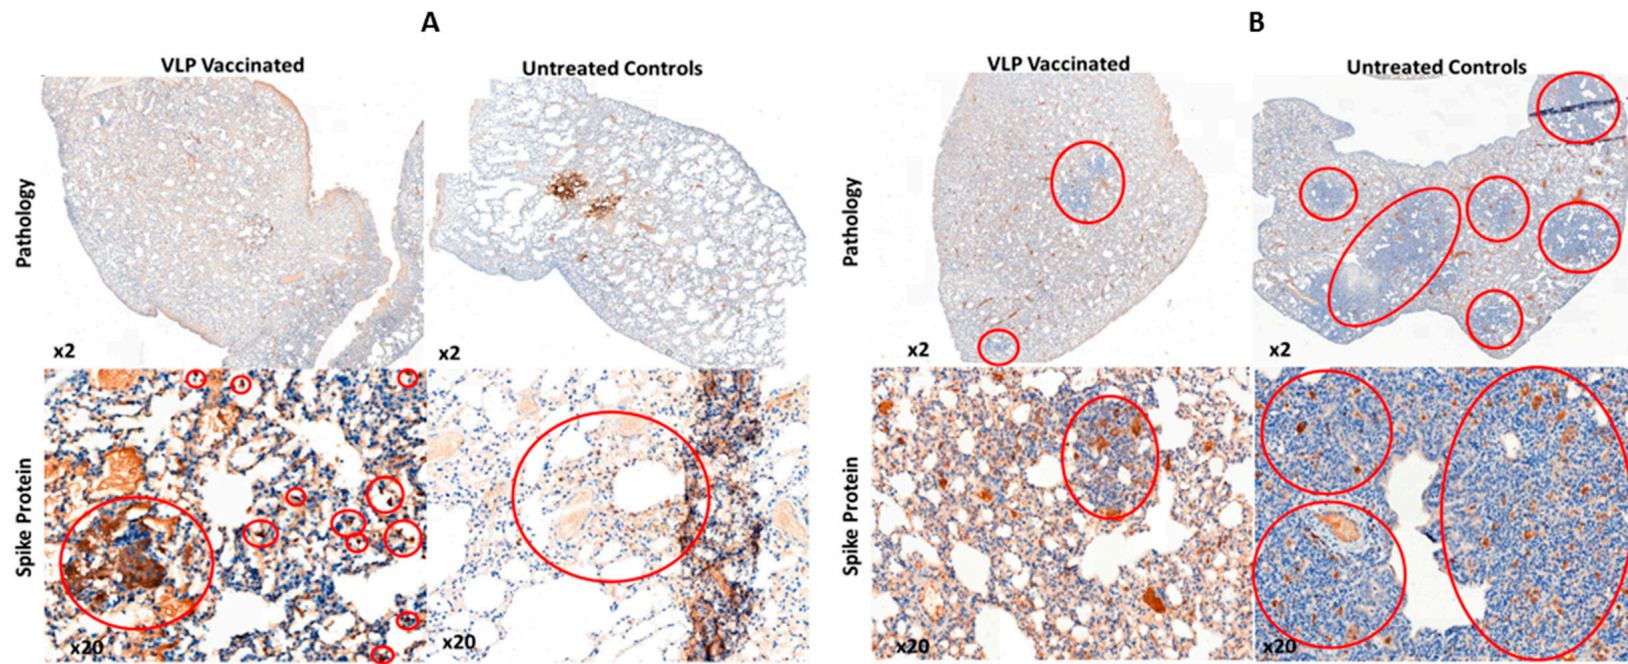 A
B
VLP Vaccinated
Untreated Controls
VLP Vaccinated
Untreated Controls
Pathology
Pathology
x2
x2
x2
x2
Spike Protein
Spike Protein
x20
x20
x20
x20